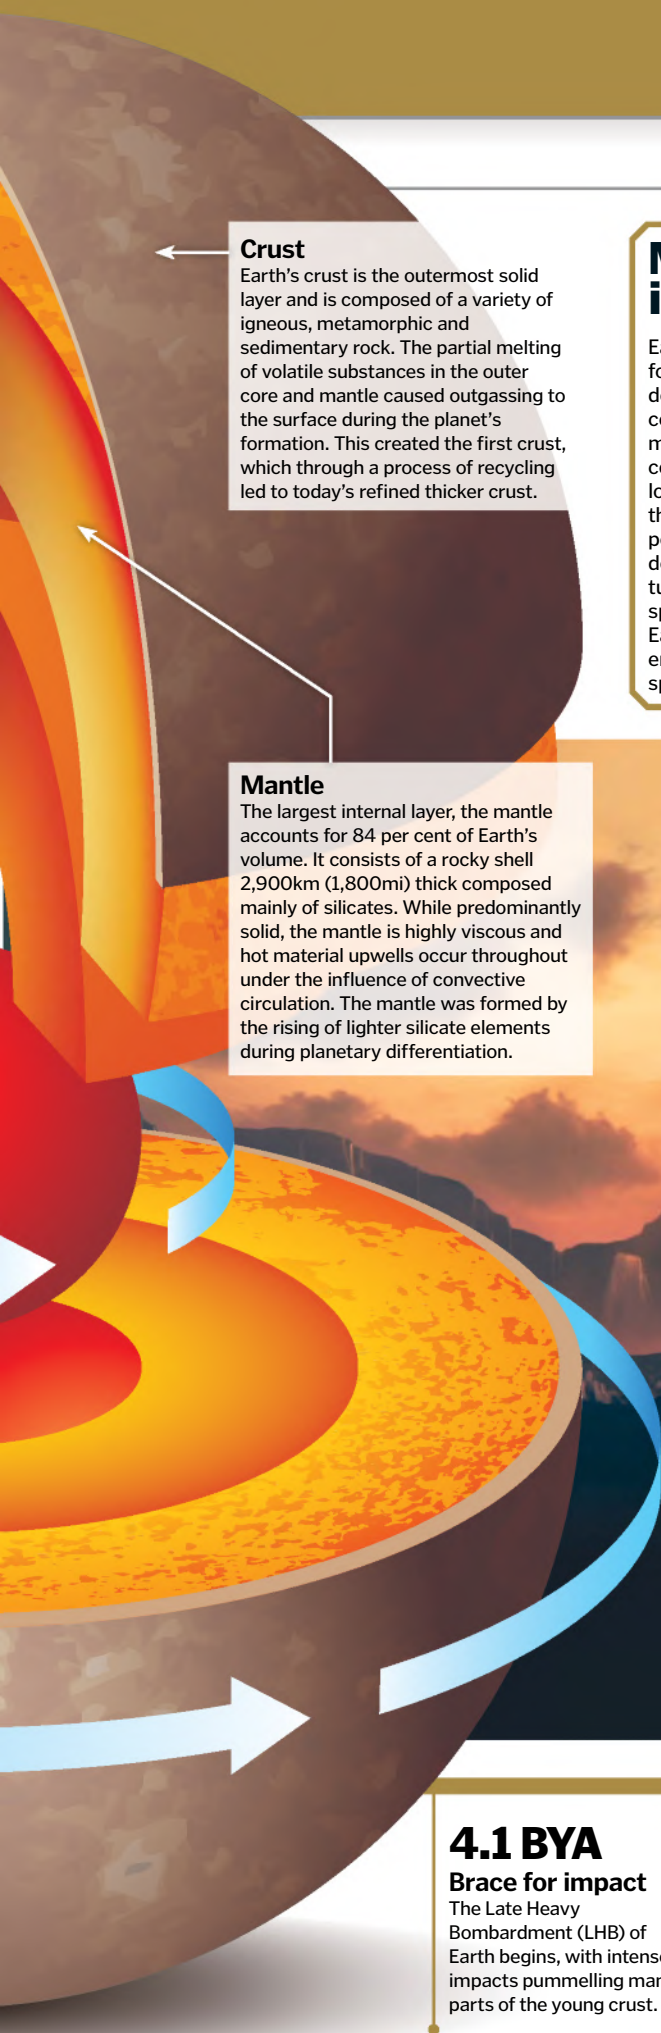 Crust
Earth's crust is the outermost solid
layer and is composed of a variety of
igneous, metamorphic and
sedimentary rock. The partial melting
of volatile substances in the outer
core and mantle caused outgassing to
the surface during the planet's
formation. This created the first crust,
which through a process of recycling
led to today's refined thicker crust.
Mantle
The largest internal layer, the mantle
accounts for 84 per cent of Earth's
volume. It consists of a rocky shell
2,900km (1,800mi) thick composed
mainly of silicates. While predominantly
solid, the mantle is highly viscous and
hot material upwells occur throughout
under the influence of convective
circulation. The mantle was formed by
the rising of lighter silicate elements
during planetary differentiation.
4.1 BYA
Brace for impact
The Late Heavy
Bombardment (LHB) of
Earth begins, with
impacts pummelling
parts of the young crust.